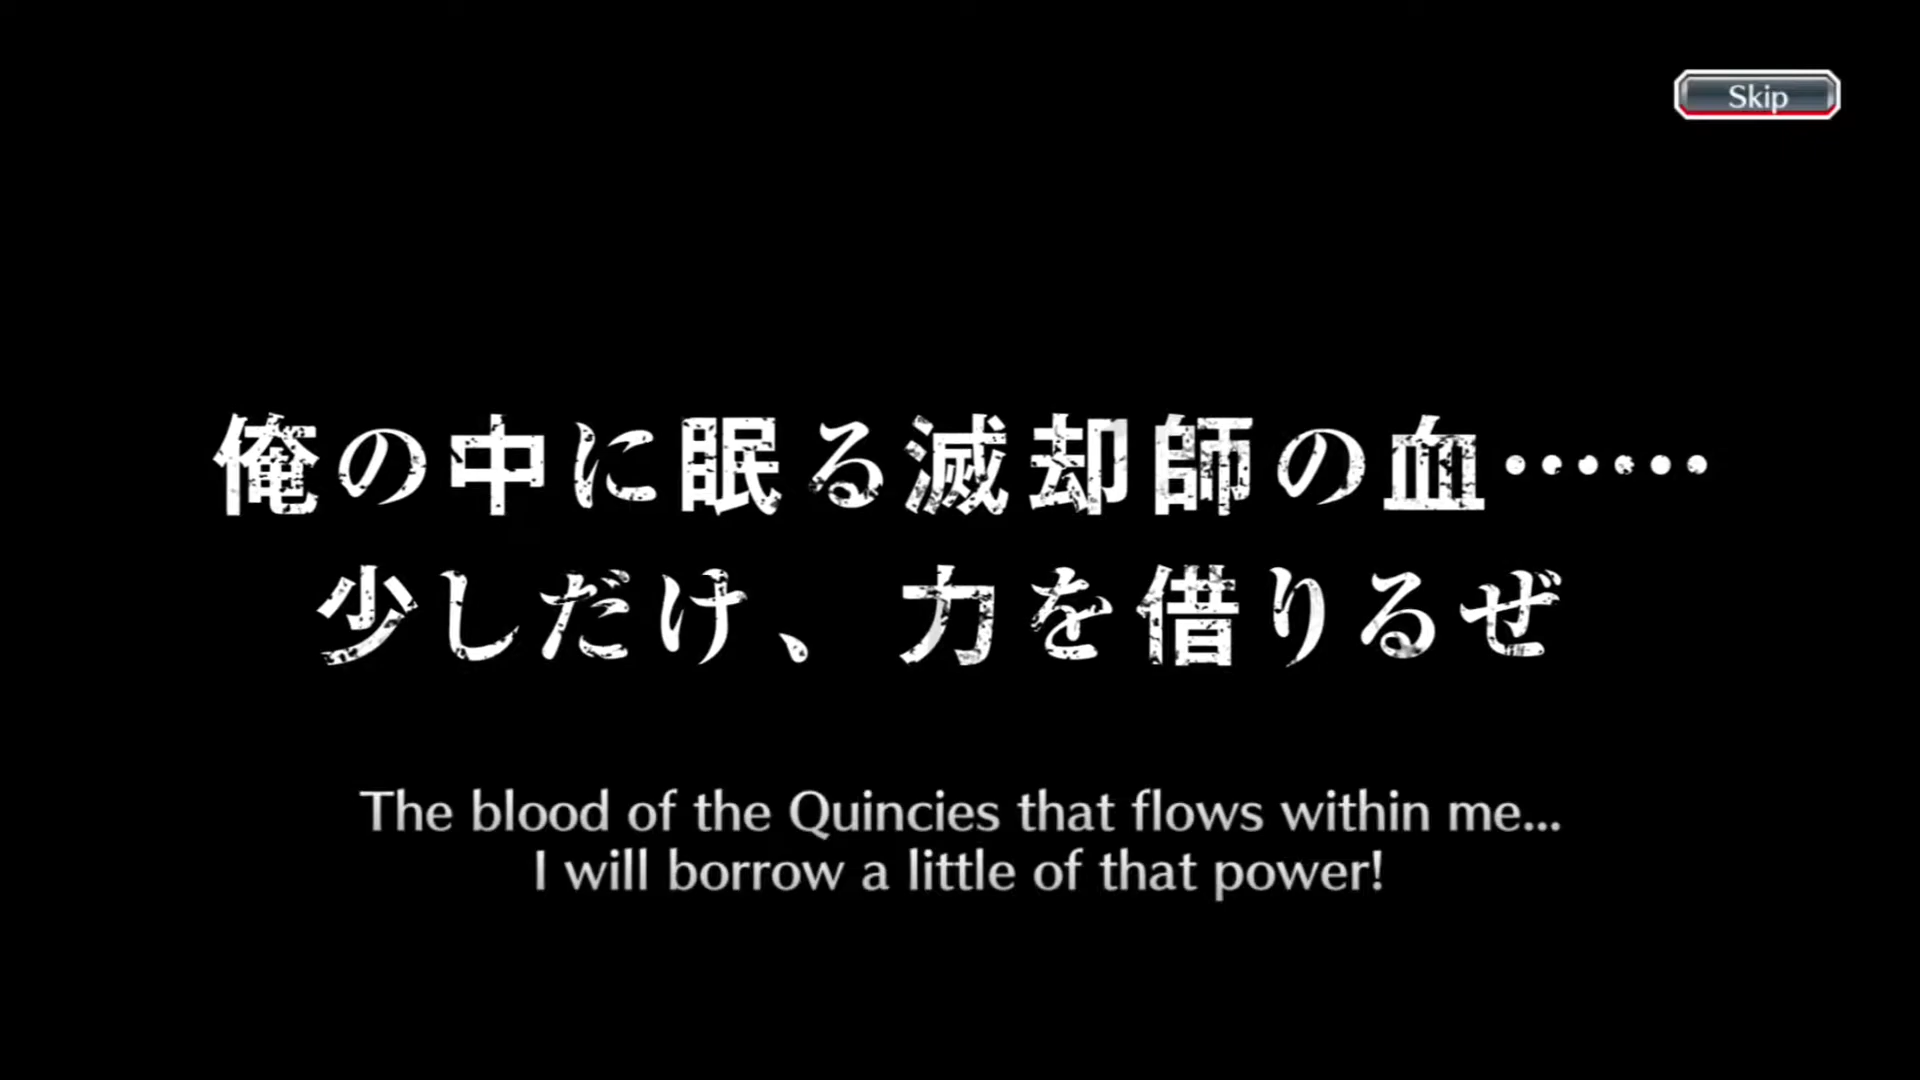 Skip
俺の中に眠る滅却師の血……
少しだけ、力を借りるぜ
The blood of the Quincies that flows within me...
I will borrow a little of that power!